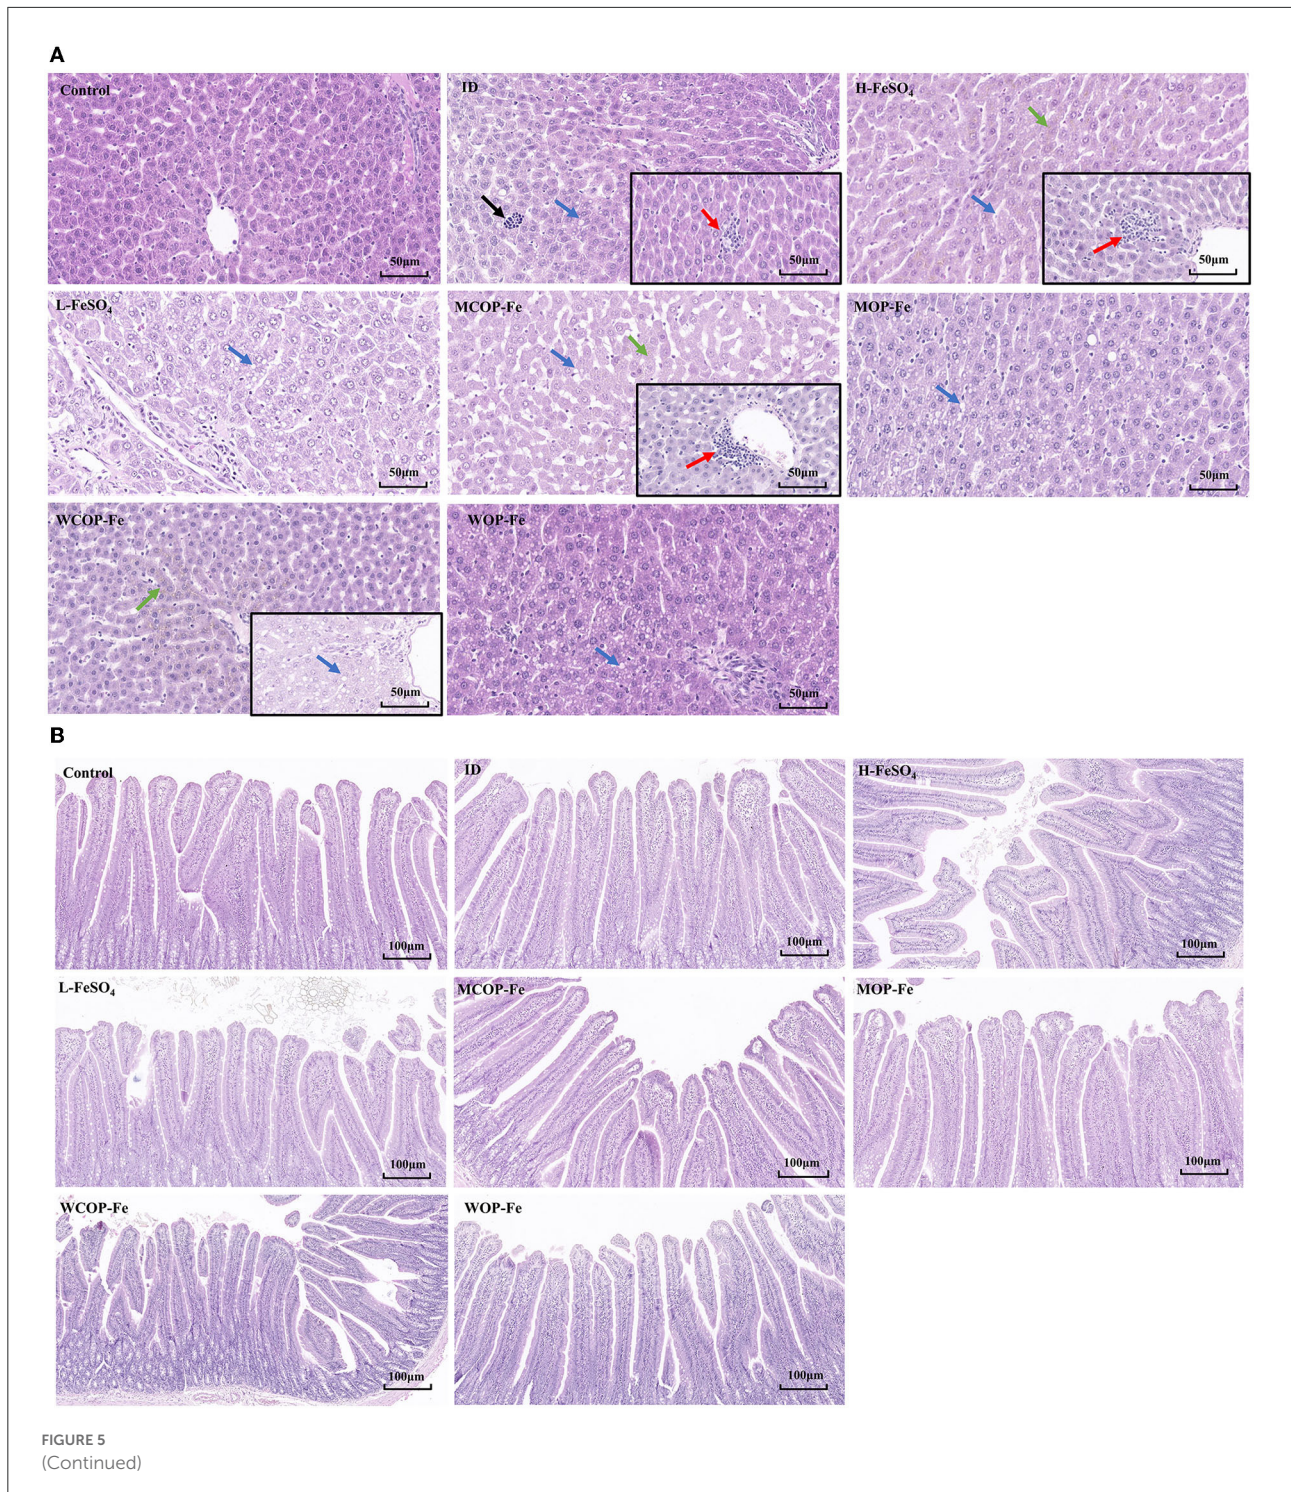 A
Control
50μm
ID
50μm
H-FeSO₄
50μm
L-FeSO₄
50μm
MCOP-Fe
50μm
MOP-Fe
50μm
WCOP-Fe
50μm
WOP-Fe
50μm
B
Control
100μm
ID
100μm
H-FeSO₄
100μm
L-FeSO₄
100μm
MCOP-Fe
100μm
MOP-Fe
100μm
WCOP-Fe
100μm
WOP-Fe
100μm
FIGURE 5
(Continued)